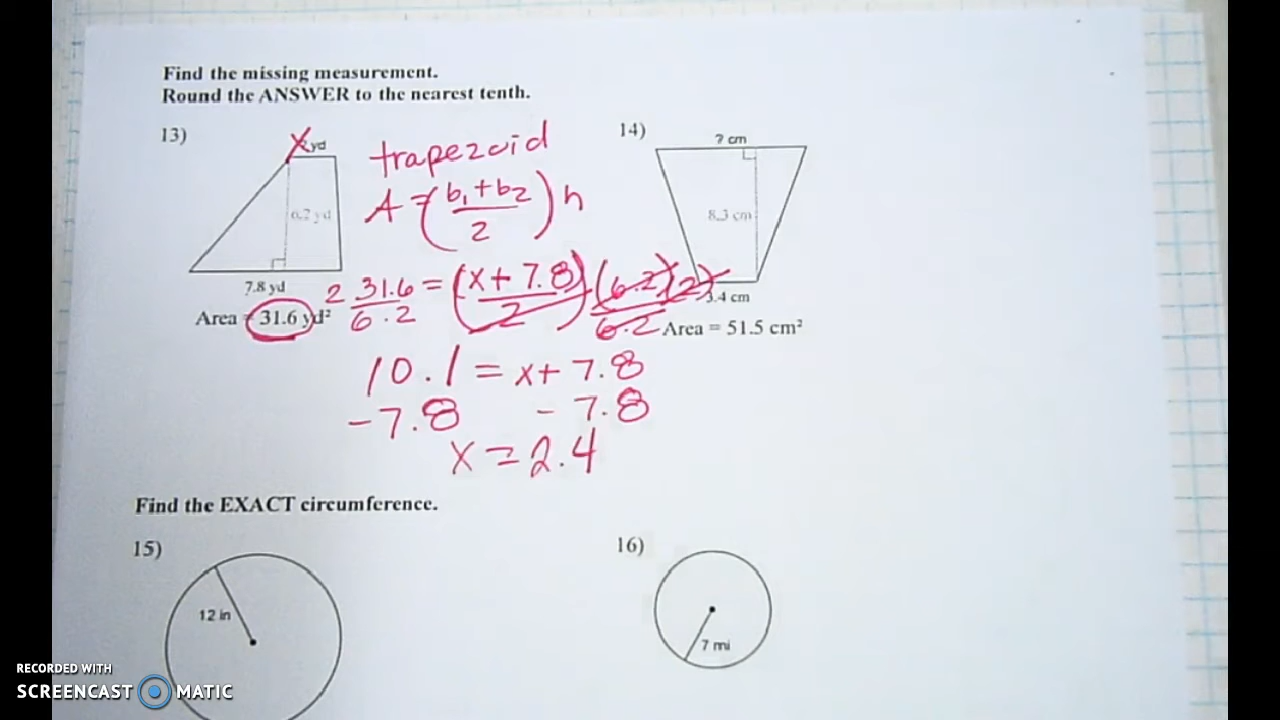 Find the missing measurement.
Round the ANSWER to the nearest tenth.
13)
X yd
6.2 yd
7.8 yd
Area = 31.6 yd²
trapezoid
A = (b₁ + b₂ / 2) h
2 31.6 / 6.2 = (x + 7.8 / 2) (6.2)(2) / 6.2
10.1 = x + 7.8
-7.8 - 7.8
x = 2.4
14)
? cm
8.3 cm
3.4 cm
Area = 51.5 cm²
Find the EXACT circumference.
15)
12 in
16)
7 mi
RECORDED WITH
SCREENCAST MATIC